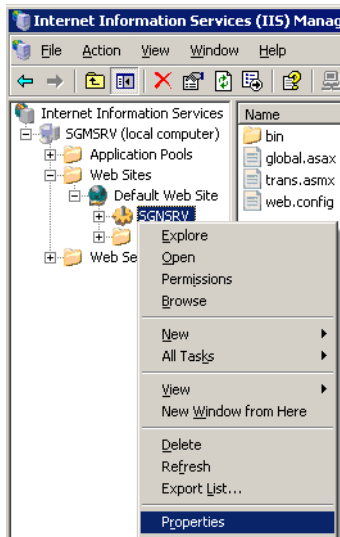 Internet Information Services (IIS) Manag
File Action View Window Help
Internet Information Services
SGMSRV (local computer)
Application Pools
Web Sites
Default Web Site
SGNSRV
Web Se
Name
bin
global.asax
trans.asmx
web.config
Explore
Open
Permissions
Browse
New
All Tasks
View
New Window from Here
Delete
Refresh
Export List...
Properties